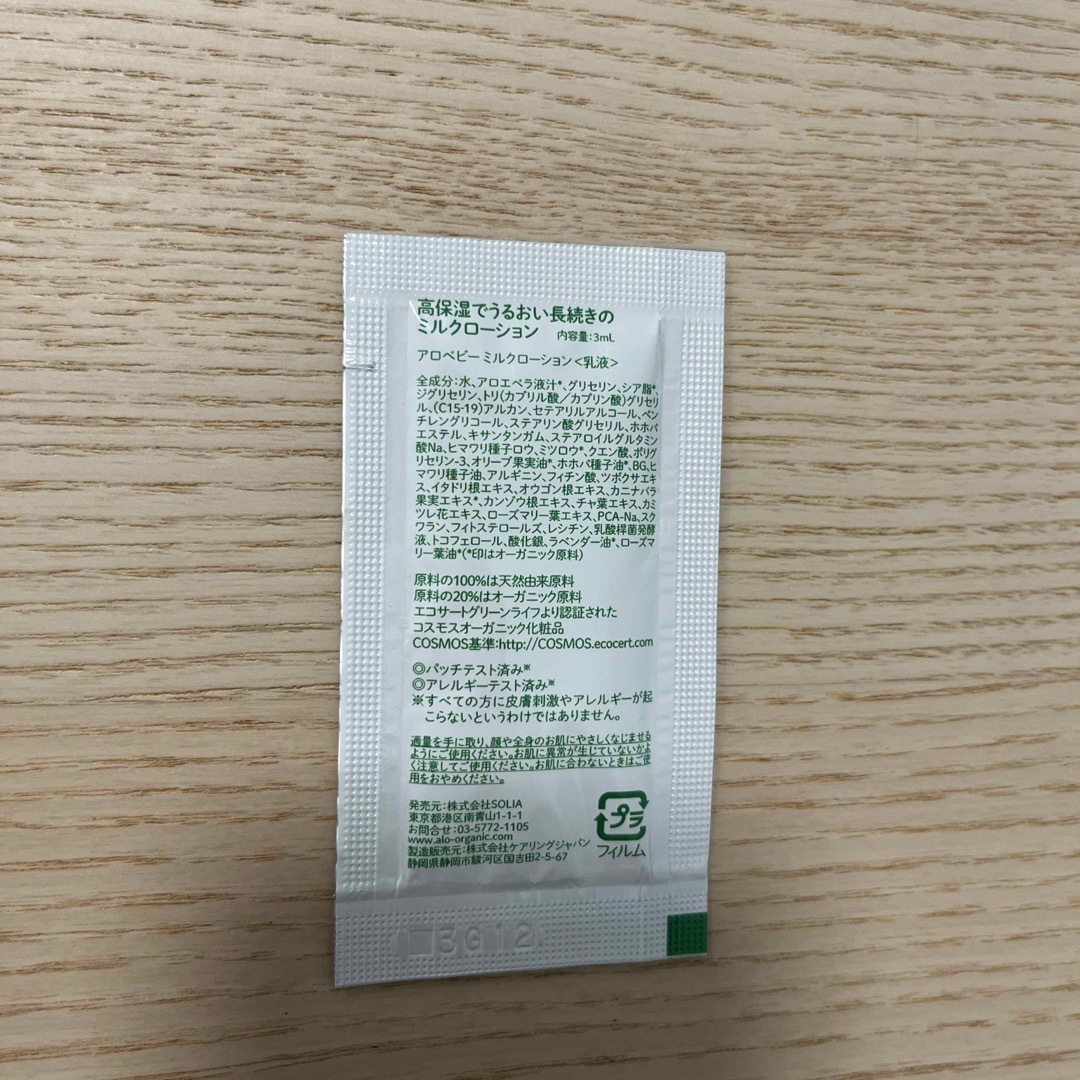 高保湿でうるおい長続きの
ミルクローション 内容量:3mL
アロベビー ミルクローション<乳液>
全成分:水、アロエベラ液汁*、グリセリン、シア脂*、
ジグリセリン、トリ(カプリル酸/カプリン酸)グリセリ
ル、(C15-19)アルカン、セテアリルアルコール、ペン
チレングリコール、ステアリン酸グリセリル、ホホバ
エステル、キサンタンガム、ステアロイルグルタミン
酸Na、ヒマワリ種子ロウ、ミツロウ*、クエン酸、ポリグ
リセリン-3、オリーブ果実油*、ホホバ種子油*、BG、ヒ
マワリ種子油、アルギニン、フィチン酸、ツボクサエキ
ス、イタドリ根エキス、オウゴン根エキス、カニナバラ
果実エキス*、カンゾウ根エキス、チャ葉エキス、カミ
ツレ花エキス、ローズマリー葉エキス、PCA-Na、スク
ワラン、フィトステロールズ、レシチン、乳酸桿菌発酵
液、トコフェロール、酸化銀、ラベンダー油*、ローズマ
リー葉油*(*印はオーガニック原料)
原料の100%は天然由来原料
原料の20%はオーガニック原料
エコサートグリーンライフより認証された
コスモスオーガニック化粧品
COSMOS基準:http://COSMOS.ecocert.com
◎パッチテスト済み※
◎アレルギーテスト済み※
※すべての方に皮膚刺激やアレルギーが起
こらないというわけではありません。
適量を手に取り、顔や全身のお肌にやさしくなじませる
ようにご使用ください。お肌に異常が生じていないかよ
く注意してご使用ください。お肌に合わないときはご使
用をおやめください。
発売元:株式会社SOLIA
東京都港区南青山1-1-1
お問合せ:03-5772-1105
www.alo-organic.com
製造販売元:株式会社ケアリングジャパン
静岡県静岡市駿河区国吉田2-5-67
プラ
フィルム
3G12